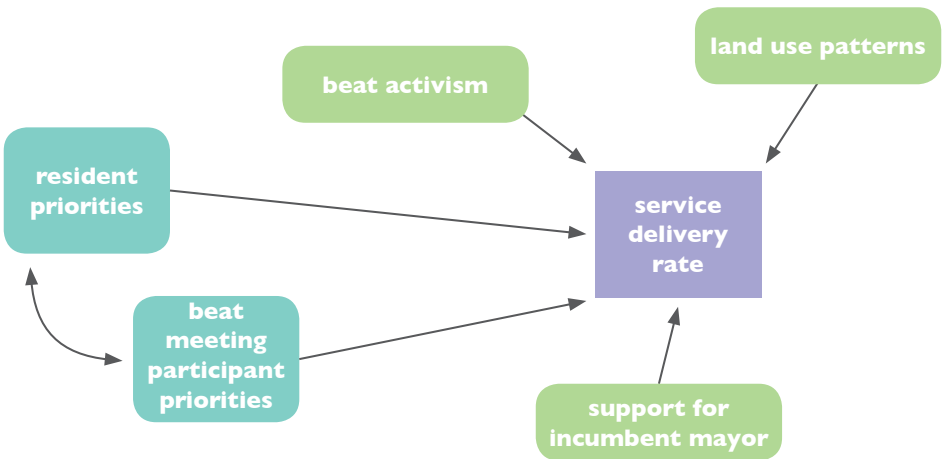 land use patterns
beat activism
resident
priorities
service
delivery
rate
beat
meeting
participant
priorities
support for
incumbent mayor